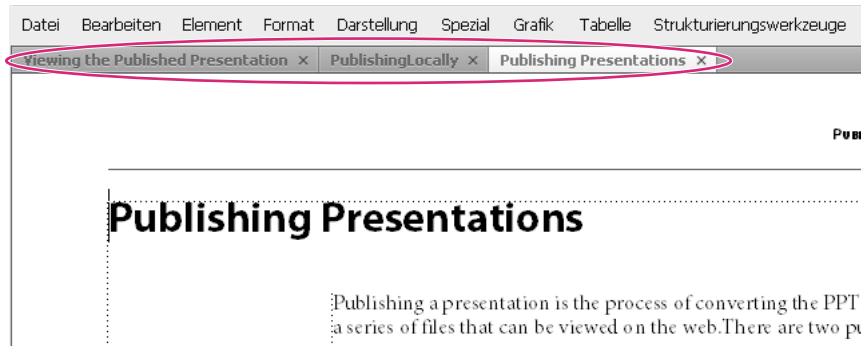 Datei Bearbeiten Element Format Darstellung Spezial Grafik Tabelle Strukturierungswerkzeuge
Viewing the Published Presentation × PublishingLocally × Publishing Presentations ×
Publishing Presentations
Publishing a presentation is the process of converting the PPT
a series of files that can be viewed on the web.There are two